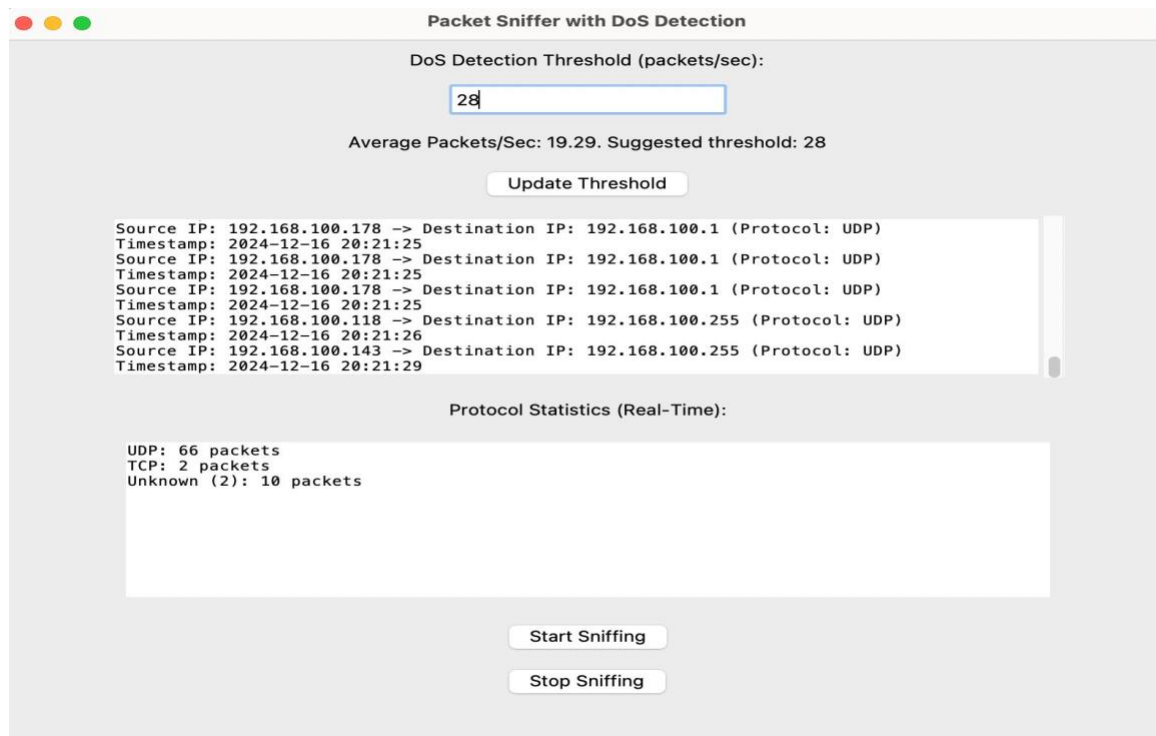 Packet Sniffer with DoS Detection
DoS Detection Threshold (packets/sec):
28
Average Packets/Sec: 19.29. Suggested threshold: 28
Update Threshold
Source IP: 192.168.100.178 –> Destination IP: 192.168.100.1 (Protocol: UDP)
Timestamp: 2024–12–16 20:21:25
Source IP: 192.168.100.178 –> Destination IP: 192.168.100.1 (Protocol: UDP)
Timestamp: 2024–12–16 20:21:25
Source IP: 192.168.100.178 –> Destination IP: 192.168.100.1 (Protocol: UDP)
Timestamp: 2024–12–16 20:21:25
Source IP: 192.168.100.118 –> Destination IP: 192.168.100.255 (Protocol: UDP)
Timestamp: 2024–12–16 20:21:26
Source IP: 192.168.100.143 –> Destination IP: 192.168.100.255 (Protocol: UDP)
Timestamp: 2024–12–16 20:21:29
Protocol Statistics (Real-Time):
UDP: 66 packets
TCP: 2 packets
Unknown (2): 10 packets
Start Sniffing
Stop Sniffing